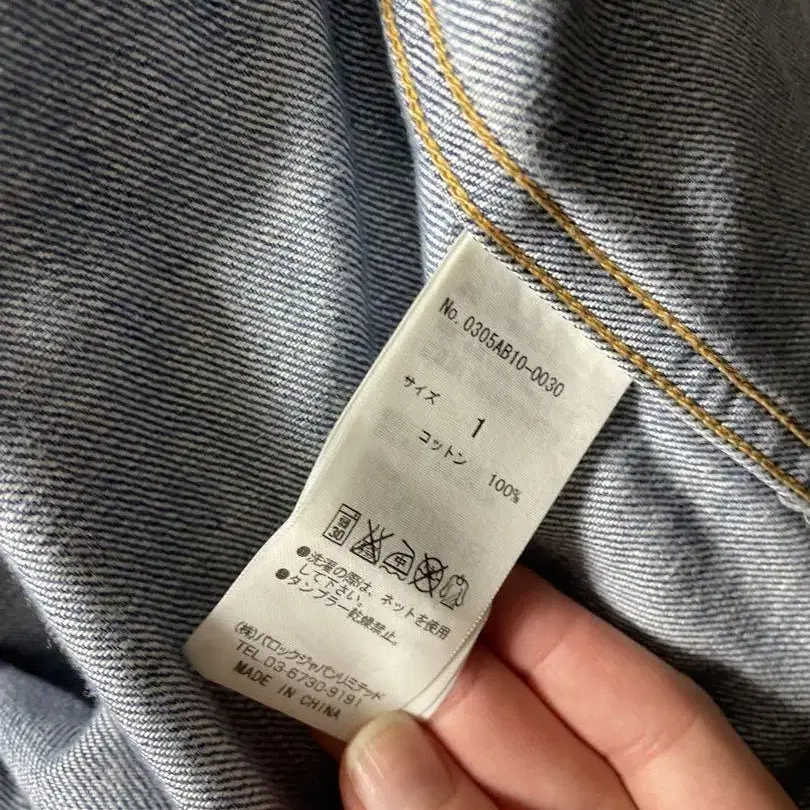 No. 0305AB10-0030
サイズ 1
コットン 100%
弱 30 中
●洗濯の際は、ネットを使用
して下さい。
●タンブラー乾燥禁止。
(株)バロックジャパンリミテッド
TEL.03-6730-9191
MADE IN CHINA